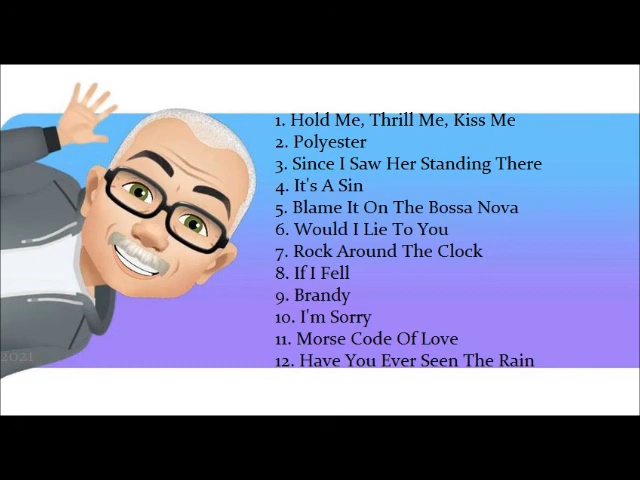 1. Hold Me, Thrill Me, Kiss Me
2. Polyester
3. Since I Saw Her Standing There
4. It's A Sin
5. Blame It On The Bossa Nova
6. Would I Lie To You
7. Rock Around The Clock
8. If I Fell
9. Brandy
10. I'm Sorry
11. Morse Code Of Love
12. Have You Ever Seen The Rain
2021